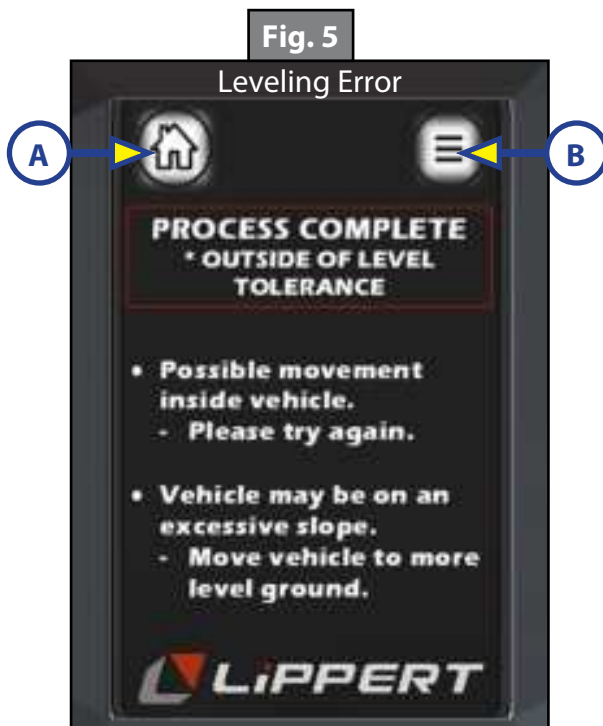 Fig. 5
Leveling Error
A
B
PROCESS COMPLETE
* OUTSIDE OF LEVEL
TOLERANCE
• Possible movement
inside vehicle.
- Please try again.
• Vehicle may be on an
excessive slope.
- Move vehicle to more
level ground.
LiPPERT